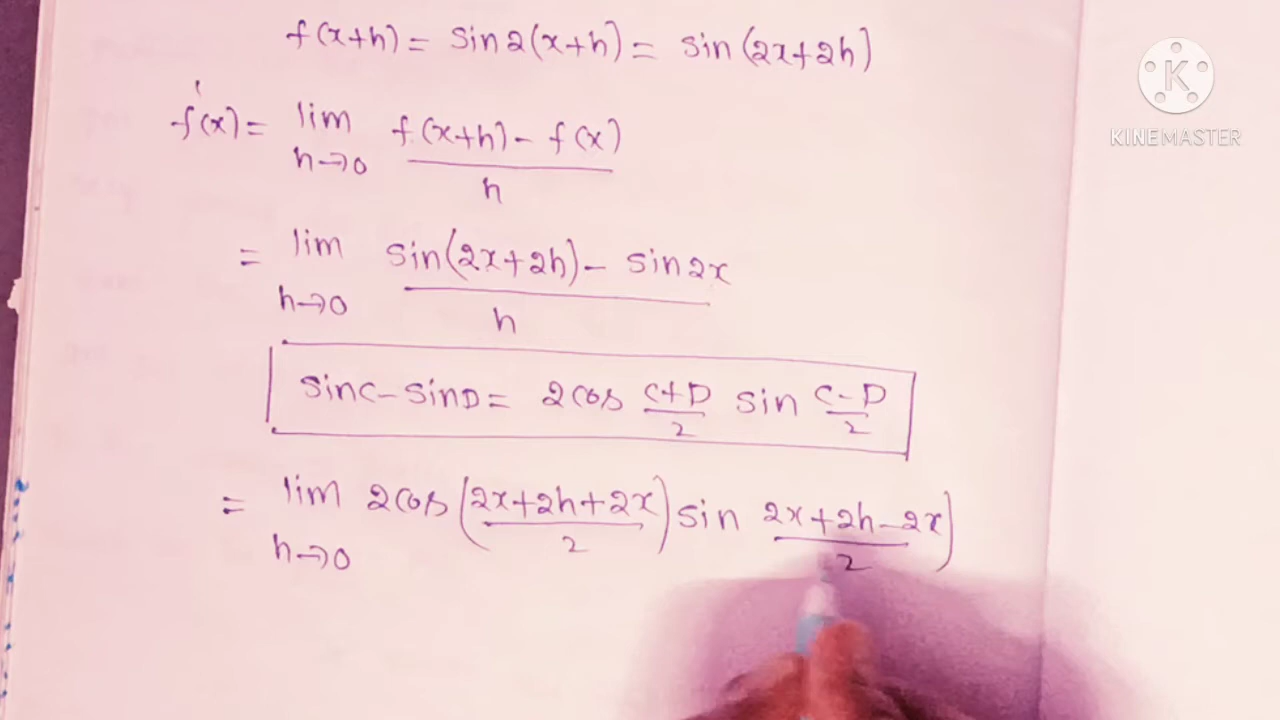 f(x+h) = sin2(x+h) = sin(2x+2h)
K
KINEMASTER
f'(x) = lim h→0 f(x+h) - f(x) / h
= lim h→0 sin(2x+2h) - sin2x / h
sinC - sinD = 2cos C+D/2 sin C-D/2
= lim h→0 2cos(2x+2h+2x / 2) sin 2x+2h-2x / 2)